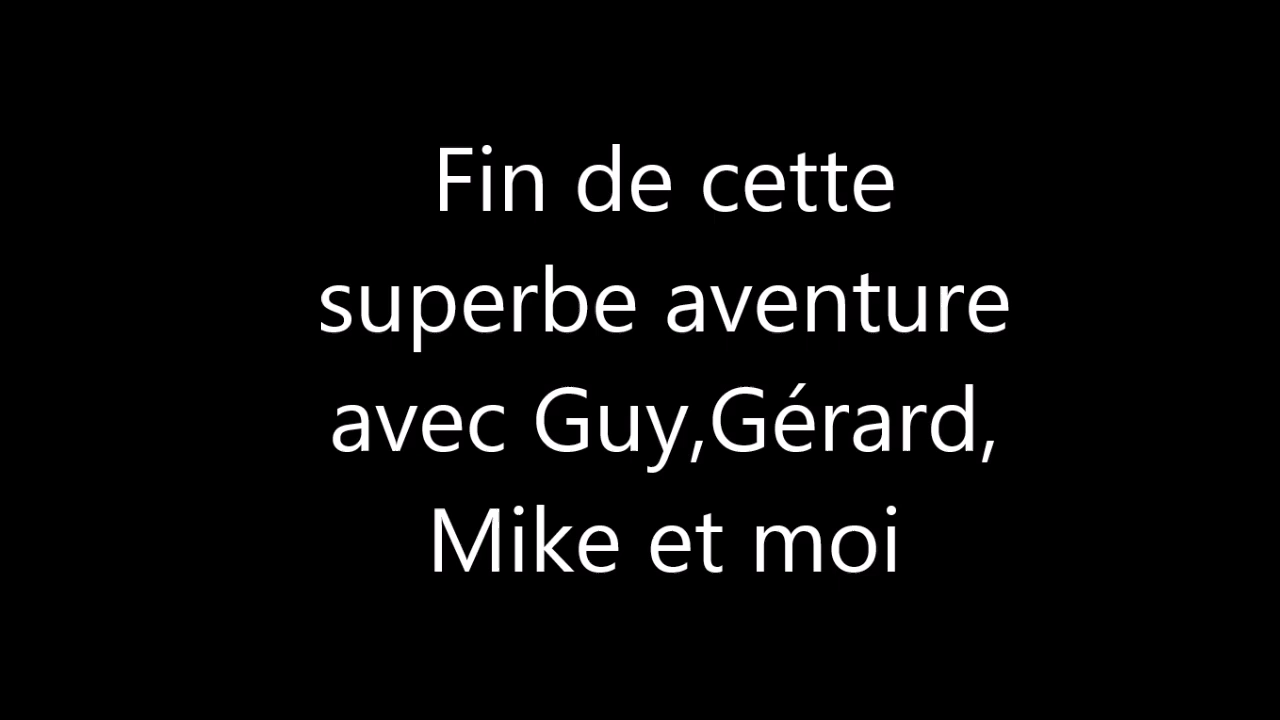 Fin de cette
superbe aventure
avec Guy,Gérard,
Mike et moi